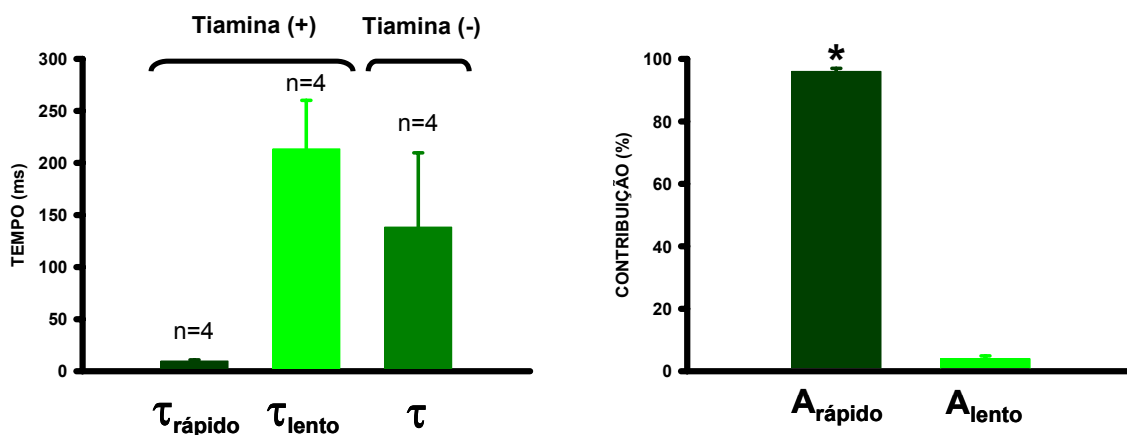 Tiamina (+) Tiamina (-)
TEMPO (ms)
300
250
200
150
100
50
0
n=4
n=4
n=4
τrápido τlento τ
CONTRIBUIÇÃO (%)
100
80
60
40
20
0
*
Arápido Alento